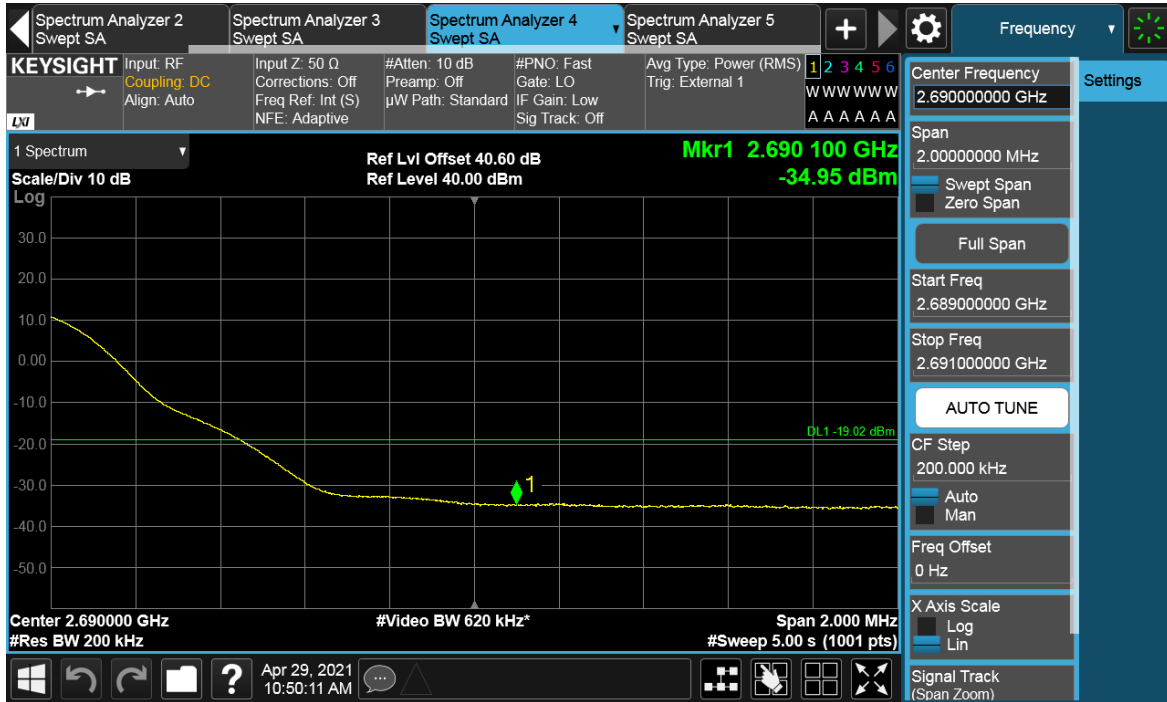 Spectrum Analyzer 2
Swept SA
Spectrum Analyzer 3
Swept SA
Spectrum Analyzer 4
Swept SA
Spectrum Analyzer 5
Swept SA
+
Frequency
KEYSIGHT
LXI
Input: RF
Coupling: DC
Align: Auto
Input Z: 50 Ω
Corrections: Off
Freq Ref: Int (S)
NFE: Adaptive
#Atten: 10 dB
Preamp: Off
µW Path: Standard
#PNO: Fast
Gate: LO
IF Gain: Low
Sig Track: Off
Avg Type: Power (RMS)
Trig: External 1
1 2 3 4 5 6
W W W W W W
A A A A A A
1 Spectrum
Scale/Div 10 dB
Log
Ref Lvl Offset 40.60 dB
Ref Level 40.00 dBm
Mkr1 2.690 100 GHz
-34.95 dBm
30.0
20.0
10.0
0.00
-10.0
-20.0
-30.0
-40.0
-50.0
DL1 -19.02 dBm
1
Center 2.690000 GHz
#Res BW 200 kHz
#Video BW 620 kHz*
Span 2.000 MHz
#Sweep 5.00 s (1001 pts)
?
Apr 29, 2021
10:50:11 AM
Center Frequency
2.690000000 GHz
Span
2.00000000 MHz
Swept Span
Zero Span
Full Span
Start Freq
2.689000000 GHz
Stop Freq
2.691000000 GHz
AUTO TUNE
CF Step
200.000 kHz
Auto
Man
Freq Offset
0 Hz
X Axis Scale
Log
Lin
Signal Track
(Span Zoom)
Settings